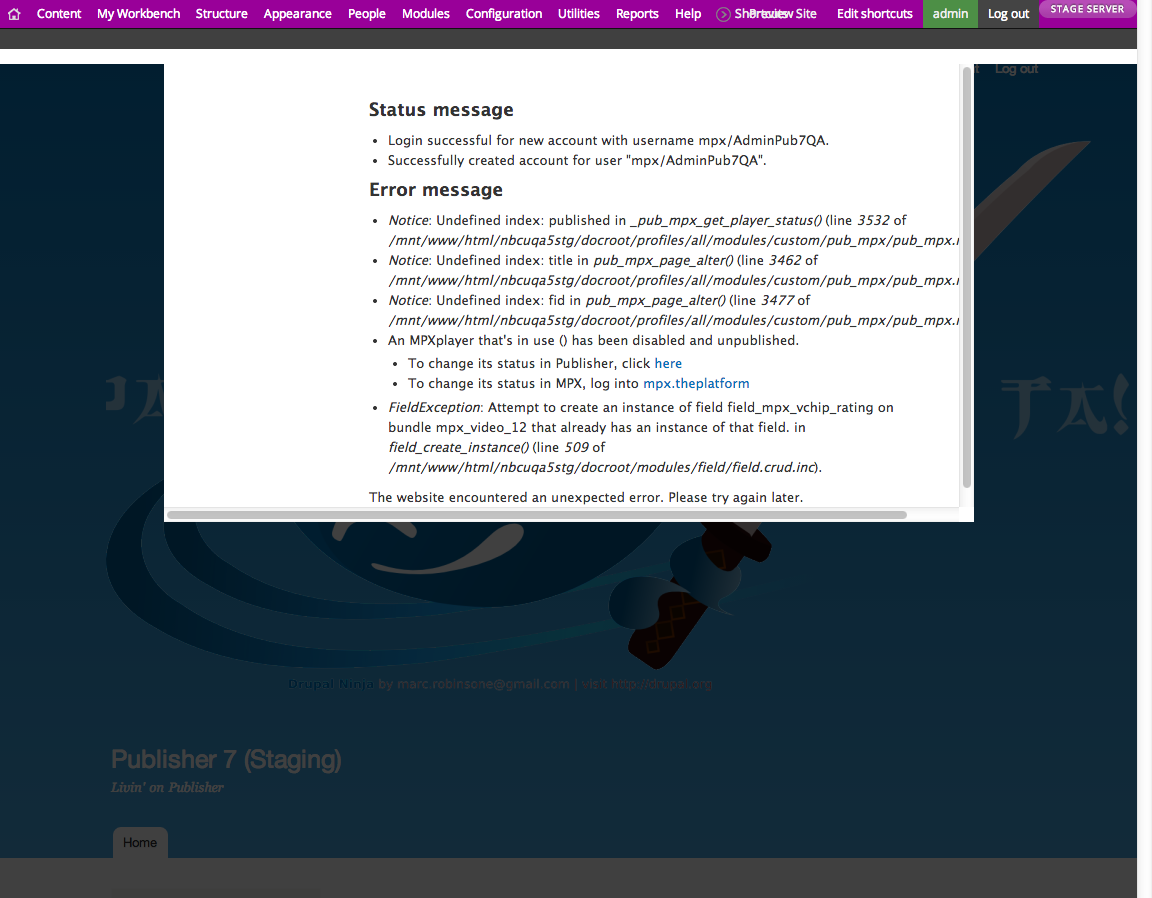 Content My Workbench Structure Appearance People Modules Configuration Utilities Reports Help Preview Site Edit shortcuts admin Log out STAGE SERVER
Log out
Status message
Login successful for new account with username mpx/AdminPub7QA.
Successfully created account for user "mpx/AdminPub7QA".
Error message
Notice: Undefined index: published in _pub_mpx_get_player_status() (line 3532 of
/mnt/www/html/nbcuqa5stg/docroot/profiles/all/modules/custom/pub_mpx/pub_mpx.
Notice: Undefined index: title in pub_mpx_page_alter() (line 3462 of
/mnt/www/html/nbcuqa5stg/docroot/profiles/all/modules/custom/pub_mpx/pub_mpx.
Notice: Undefined index: fid in pub_mpx_page_alter() (line 3477 of
/mnt/www/html/nbcuqa5stg/docroot/profiles/all/modules/custom/pub_mpx/pub_mpx.
An MPXplayer that's in use () has been disabled and unpublished.
To change its status in Publisher, click here
To change its status in MPX, log into mpx.theplatform
FieldException: Attempt to create an instance of field field_mpx_vchip_rating on
bundle mpx_video_12 that already has an instance of that field. in
field_create_instance() (line 509 of
/mnt/www/html/nbcuqa5stg/docroot/modules/field/field.crud.inc).
The website encountered an unexpected error. Please try again later.
Drupal Ninja by marc.robinsone@gmail.com | visit http://drupal.org
Publisher 7 (Staging)
Livin' on Publisher
Home